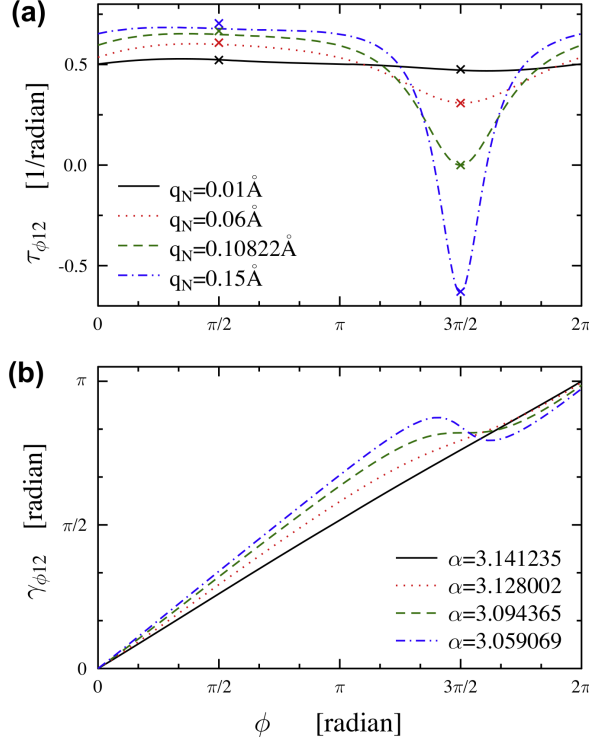 (a)
τϕ12 [1/radian]
0.5
0.0
-0.5
qN=0.01Å
qN=0.06Å
qN=0.10822Å
qN=0.15Å
0 π/2 π 3π/2 2π
(b)
γϕ12 [radian]
π
π/2
0
α=3.141235
α=3.128002
α=3.094365
α=3.059069
0 π/2 π 3π/2 2π
ϕ [radian]